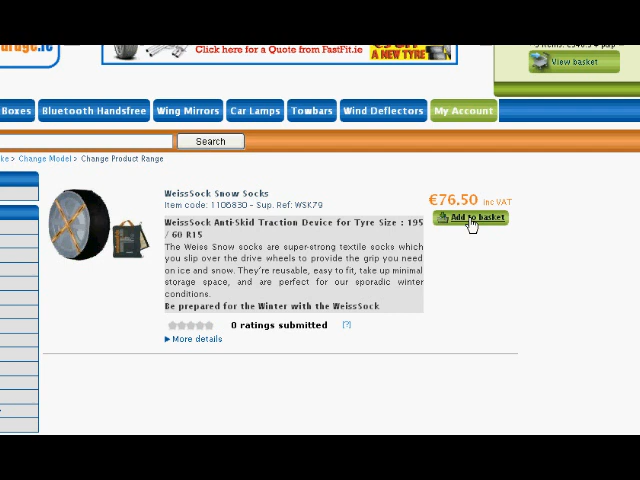 Click here for a Quote from FastFit.ie
A NEW TYRE
View basket
Boxes
Bluetooth Handsfree
Wing Mirrors
Car Lamps
Towbars
Wind Deflectors
My Account
Search
> Change Model > Change Product Range
WeissSock Snow Socks
Item code: 1106830 - Sup. Ref: WSK79
€76.50 inc VAT
Add to basket
WeissSock Anti-Skid Traction Device for Tyre Size : 195
/ 60 R15
The Weiss Snow socks are super-strong textile socks which
you slip over the drive wheels to provide the grip you need
on ice and snow. They're reusable, easy to fit, take up minimal
storage space, and are perfect for our sporadic winter
conditions.
Be prepared for the Winter with the WeissSock
0 ratings submitted [?]
More details